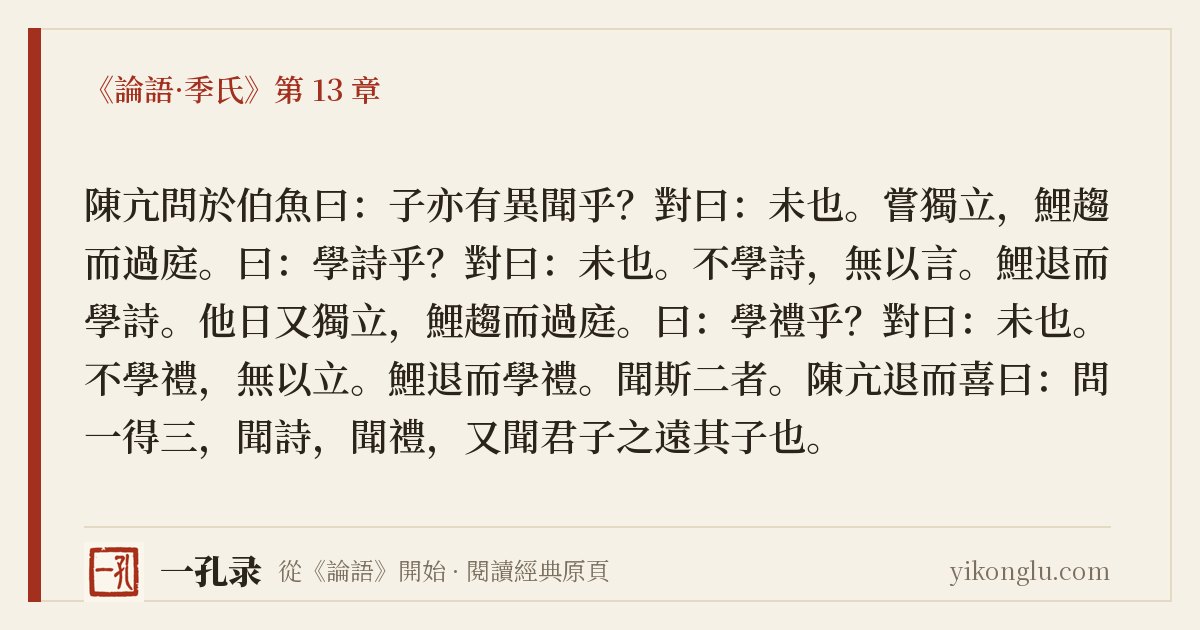 《論語·季氏》第 13 章
陳亢問於伯魚曰：子亦有異聞乎？對曰：未也。嘗獨立，鯉趨
而過庭。曰：學詩乎？對曰：未也。不學詩，無以言。鯉退而
學詩。他日又獨立，鯉趨而過庭。曰：學禮乎？對曰：未也。
不學禮，無以立。鯉退而學禮。聞斯二者。陳亢退而喜曰：問
一得三，聞詩，聞禮，又聞君子之遠其子也。
一孔
一孔录 從《論語》開始 · 閱讀經典原頁
yikonglu.com